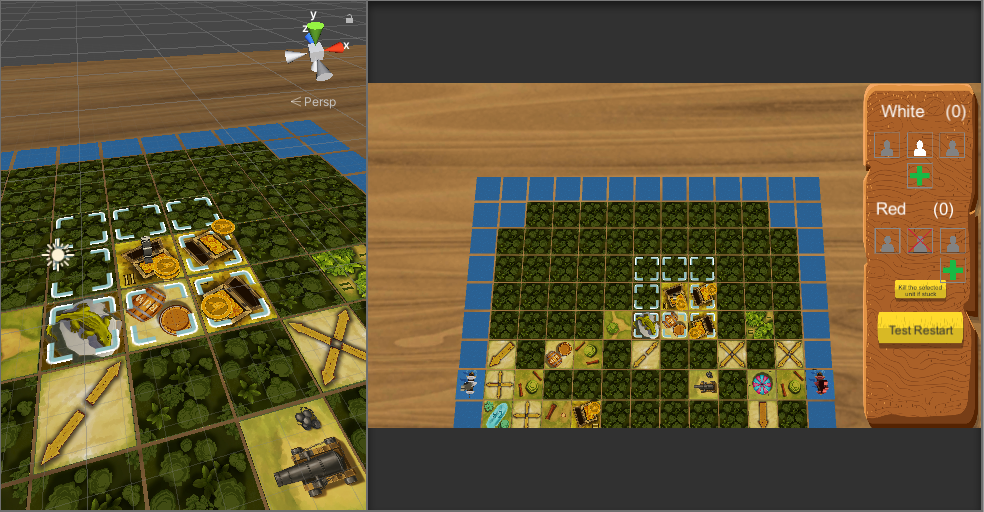 y
z
x
< Persp
White (0)
Red (0)
Kill the selected
unit if stuck
Test Restart